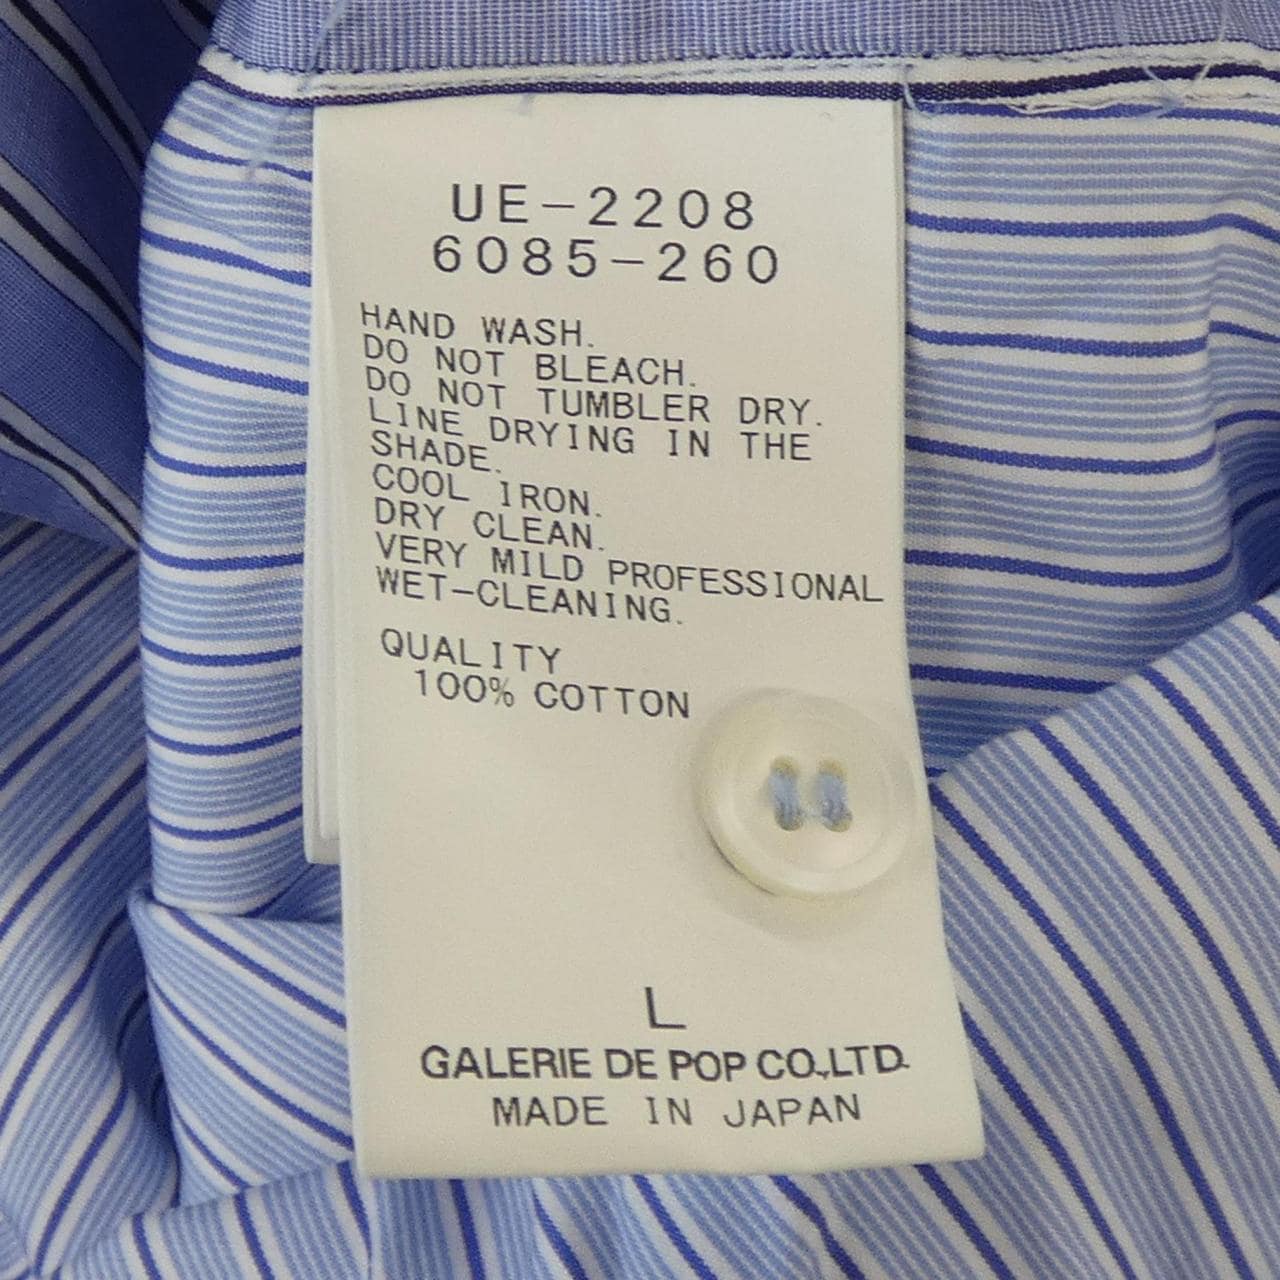 UE-2208
6085-260
HAND WASH.
DO NOT BLEACH.
DO NOT TUMBLER DRY.
LINE DRYING IN THE
SHADE.
COOL IRON.
DRY CLEAN.
VERY MILD PROFESSIONAL
WET-CLEANING.
QUALITY
100% COTTON
L
GALERIE DE POP CO.,LTD.
MADE IN JAPAN